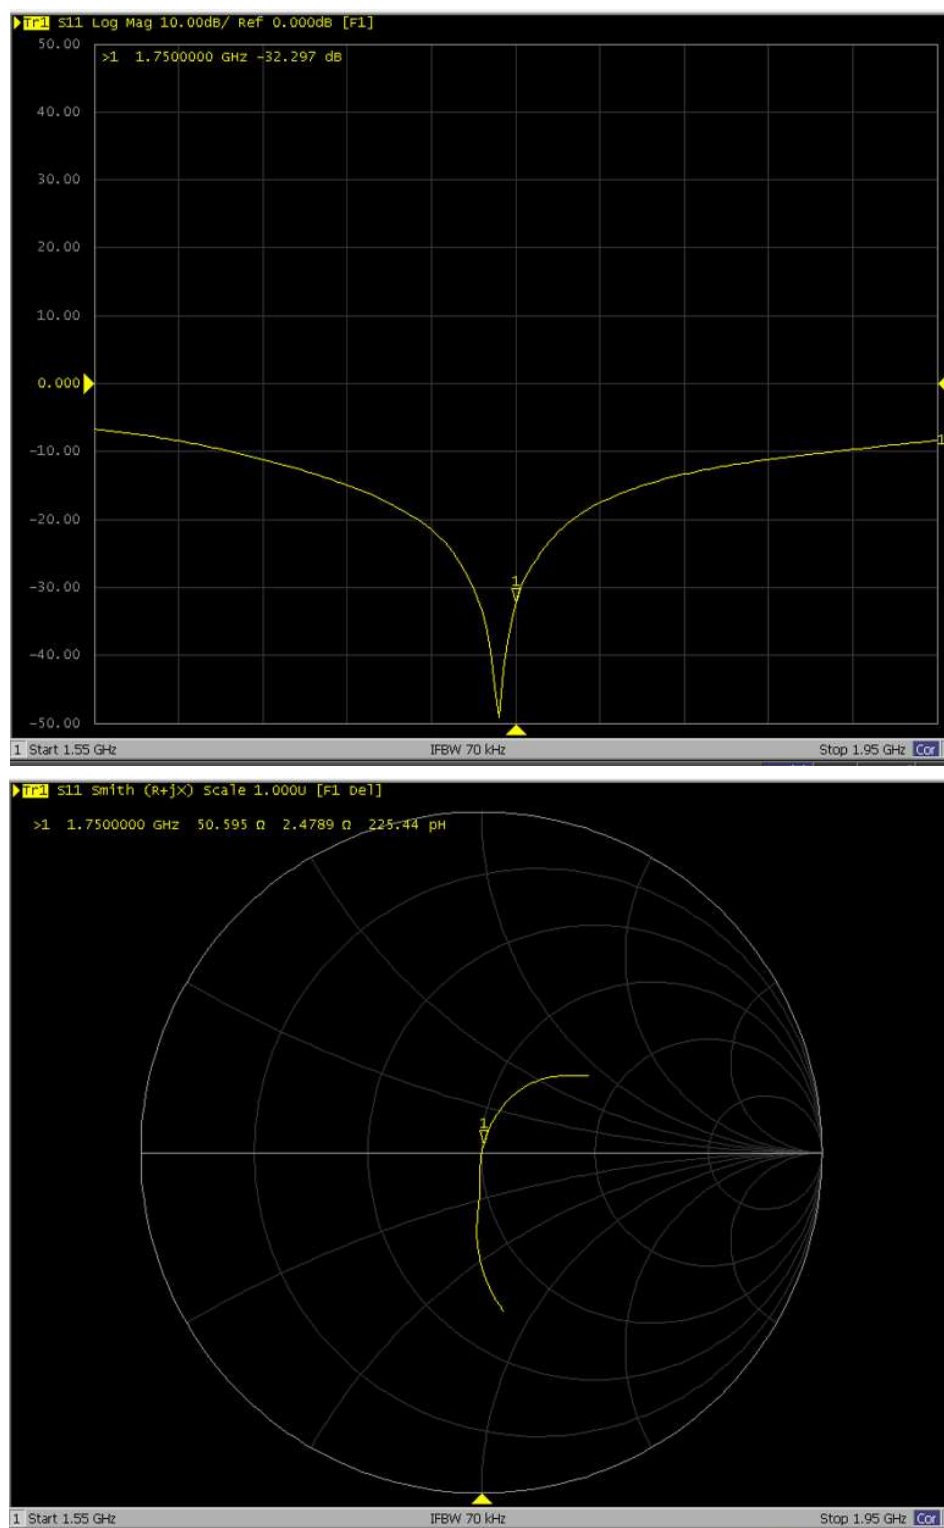 Tr1 S11 Log Mag 10.00dB/ Ref 0.000dB [F1]
50.00
>1 1.7500000 GHz -32.297 dB
40.00
30.00
20.00
10.00
0.000
-10.00
1
-20.00
-30.00
1
-40.00
-50.00
1 Start 1.55 GHz IFBW 70 kHz Stop 1.95 GHz Cor
Tr1 S11 Smith (R+jX) Scale 1.000U [F1 Del]
>1 1.7500000 GHz 50.595 Ω 2.4789 Ω 225.44 pH
1
1 Start 1.55 GHz IFBW 70 kHz Stop 1.95 GHz Cor